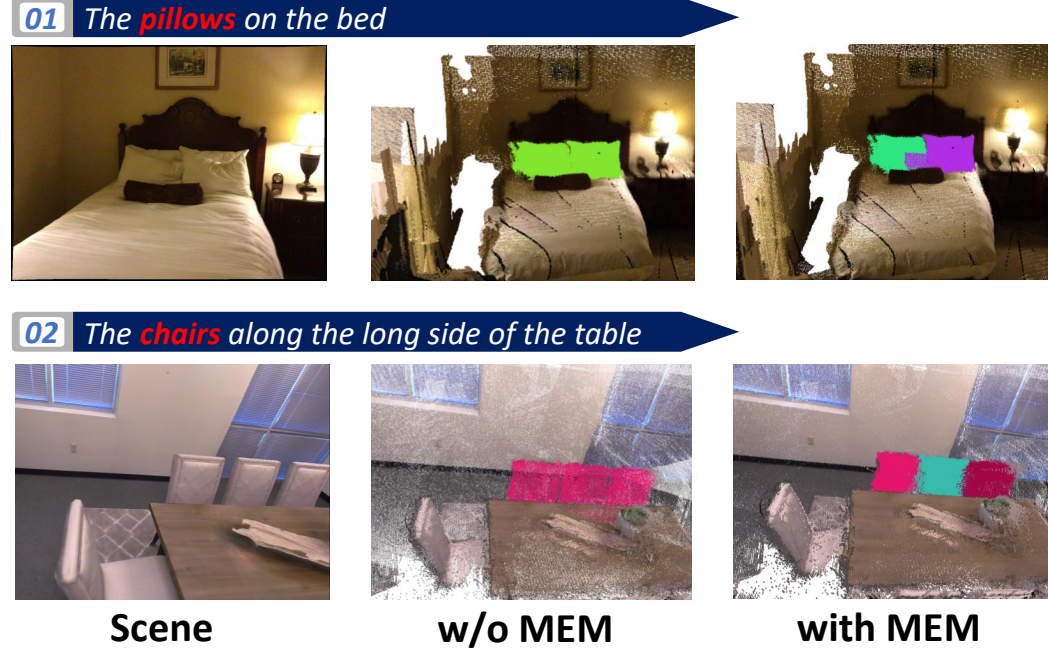 01 The pillows on the bed
02 The chairs along the long side of the table
Scene w/o MEM with MEM